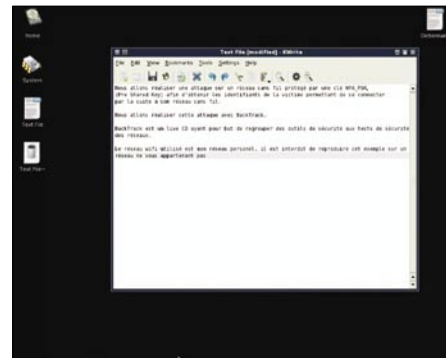 Home
System
Text File
Text File~
Text File [modified] - KWrite
File Edit View Bookmarks Tools Settings Help
Nous allons réaliser une attaque sur un réseau sans fil protégé par une clé WPA_PSK,
(Pre Shared Key) afin d'obtenir les identifiants de la victime permettant de se connecter
par la suite à son réseau sans fil.
Nous allons réaliser cette attaque avec BackTrack.
BackTrack est um live CD ayant pour but de regrouper des outils de sécurité aux tests de sécurité
des réseaux.
Le réseau wifi utilisé est mon réseau personel, il est interdit de reproduire cet exemple sur un
réseau ne vous appartenant pas